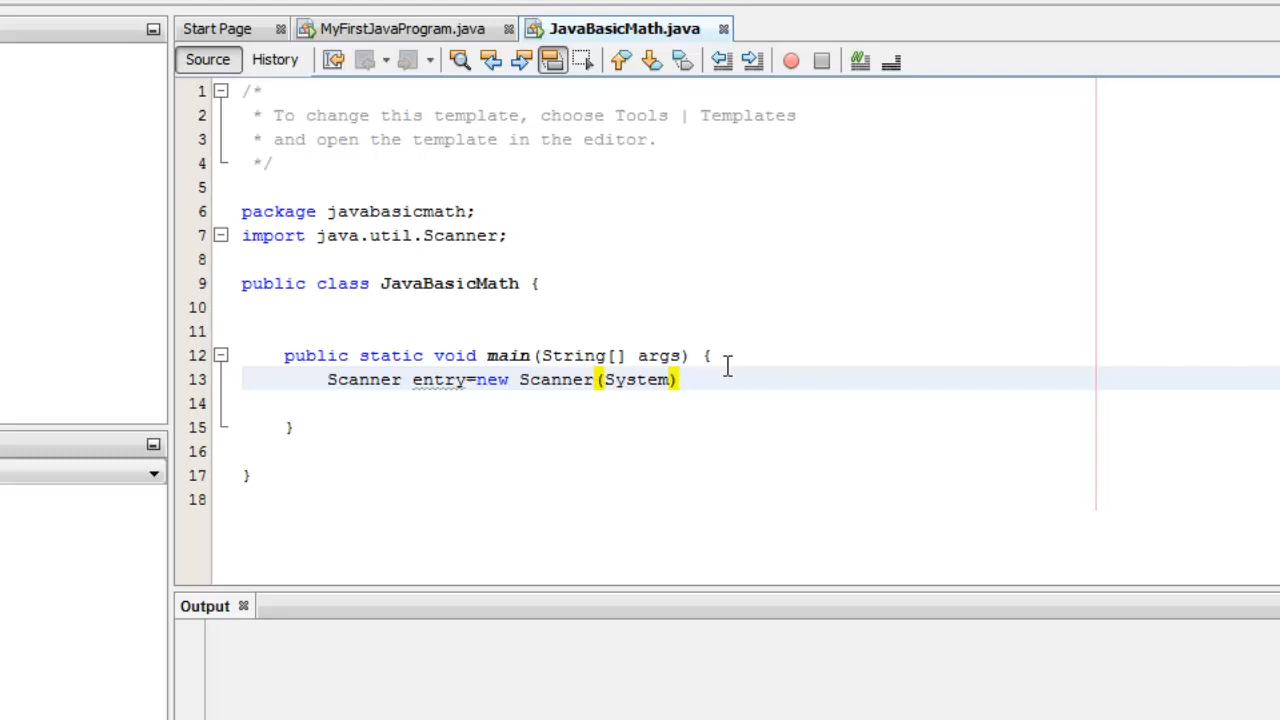 Start Page MyFirstJavaProgram.java JavaBasicMath.java
Source History
1 /*
2 * To change this template, choose Tools | Templates
3 * and open the template in the editor.
4 */
5
6 package javabasicmath;
7 import java.util.Scanner;
8
9 public class JavaBasicMath {
10
11
12 public static void main(String[] args) {
13 Scanner entry=new Scanner(System)
14
15 }
16
17 }
18
Output